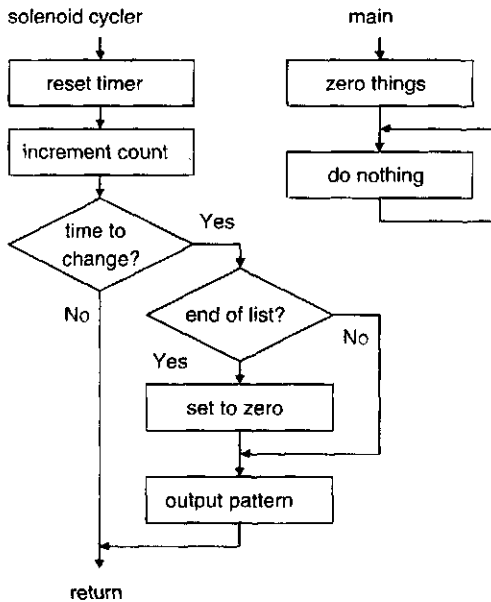 solenoid cycler
reset timer
increment count
time to
change?
Yes
No
end of list?
Yes
No
set to zero
output pattern
return
main
zero things
do nothing